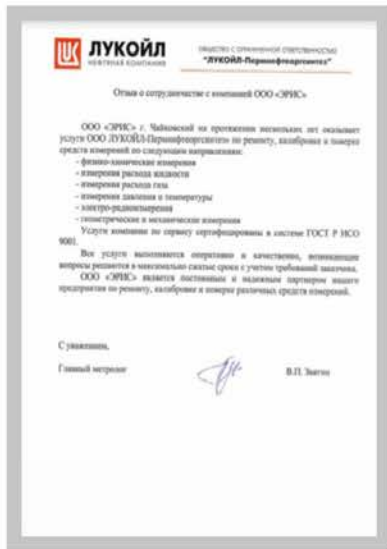 ЛУКОЙЛ
НЕФТЯНАЯ КОМПАНИЯ
ОБЩЕСТВО С ОГРАНИЧЕННОЙ ОТВЕТСТВЕННОСТЬЮ
"ЛУКОЙЛ-Пермнефтеоргсинтез"
Отзыв о сотрудничестве с компанией ООО «ЭРИС»
ООО «ЭРИС» г. Чайковский на протяжении нескольких лет оказывает
услуги ООО ЛУКОЙЛ-Пермнефтеоргсинтез» по ремонту, калибровке и поверке
средств измерений по следующим направлениям:
- физико-химические измерения
- измерения расхода жидкости
- измерения расхода газа
- измерения давления и температуры
- электро-радиоизмерения
- геометрические и механические измерения
Услуги компании по сервису сертифицированы в системе ГОСТ Р ИСО
9001.
Все услуги выполняются оперативно и качественно, возникающие
вопросы решаются в максимально сжатые сроки с учетом требований заказчика.
ООО «ЭРИС» является постоянным и надежным партнером нашего
предприятия по ремонту, калибровке и поверке различных средств измерений.
С уважением,
Главный метролог
В.П.